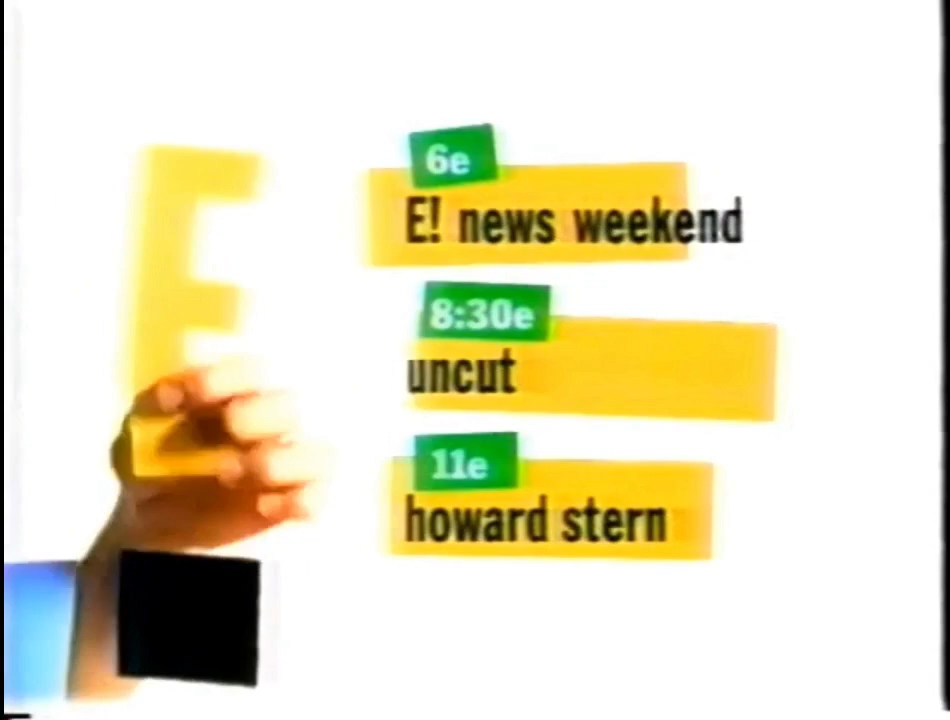 E
6e
E! news weekend
8:30e
uncut
11e
howard stern